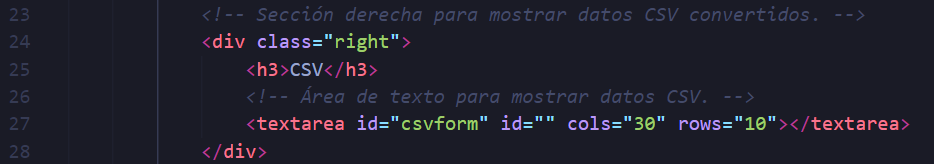 23 <!-- Sección derecha para mostrar datos CSV convertidos. -->
24 <div class="right">
25 <h3>CSV</h3>
26 <!-- Área de texto para mostrar datos CSV. -->
27 <textarea id="csvform" id="" cols="30" rows="10"></textarea>
28 </div>